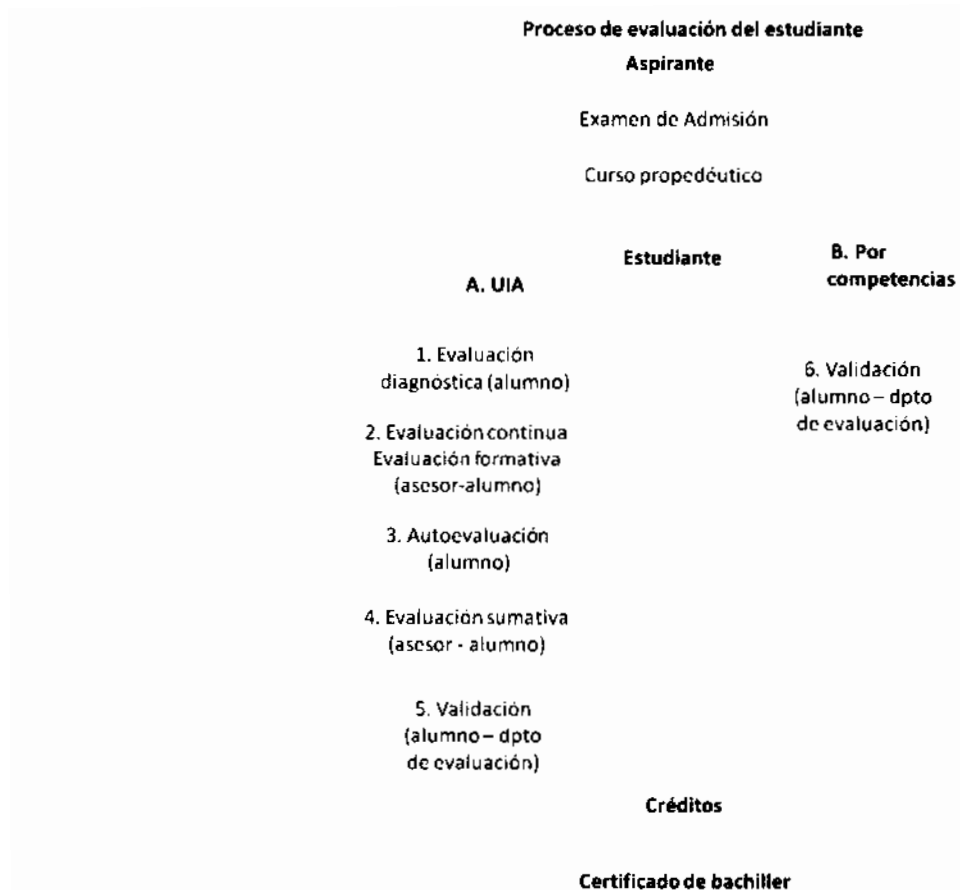 Proceso de evaluación del estudiante
Aspirante
Examen de Admisión
Curso propedéutico
Estudiante
A. UIA
B. Por
competencias
1. Evaluación
diagnóstica (alumno)
2. Evaluación continua
Evaluación formativa
(asesor-alumno)
3. Autoevaluación
(alumno)
4. Evaluación sumativa
(asesor - alumno)
5. Validación
(alumno – dpto
de evaluación)
6. Validación
(alumno – dpto
de evaluación)
Créditos
Certificado de bachiller